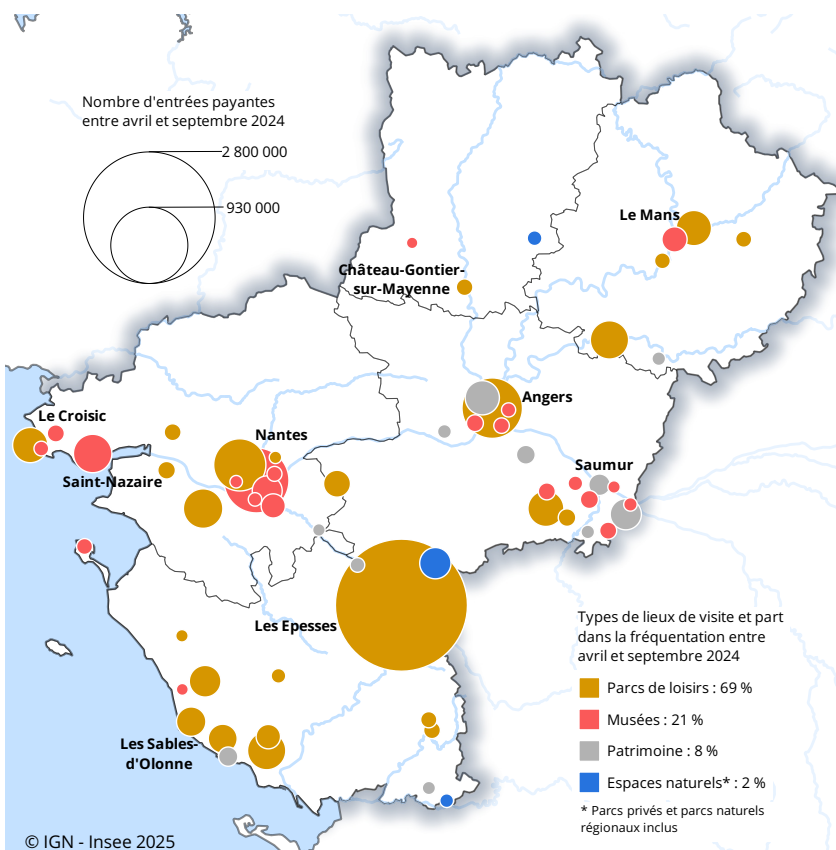 Nombre d'entrées payantes
entre avril et septembre 2024
2 800 000
930 000
Le Mans
Château-Gontier-
sur-Mayenne
Angers
Le Croisic
Nantes
Saint-Nazaire
Saumur
Les Epesses
Les Sables-
d'Olonne
Types de lieux de visite et part
dans la fréquentation entre
avril et septembre 2024
Parcs de loisirs : 69 %
Musées : 21 %
Patrimoine : 8 %
Espaces naturels* : 2 %
* Parcs privés et parcs naturels
régionaux inclus
© IGN - Insee 2025